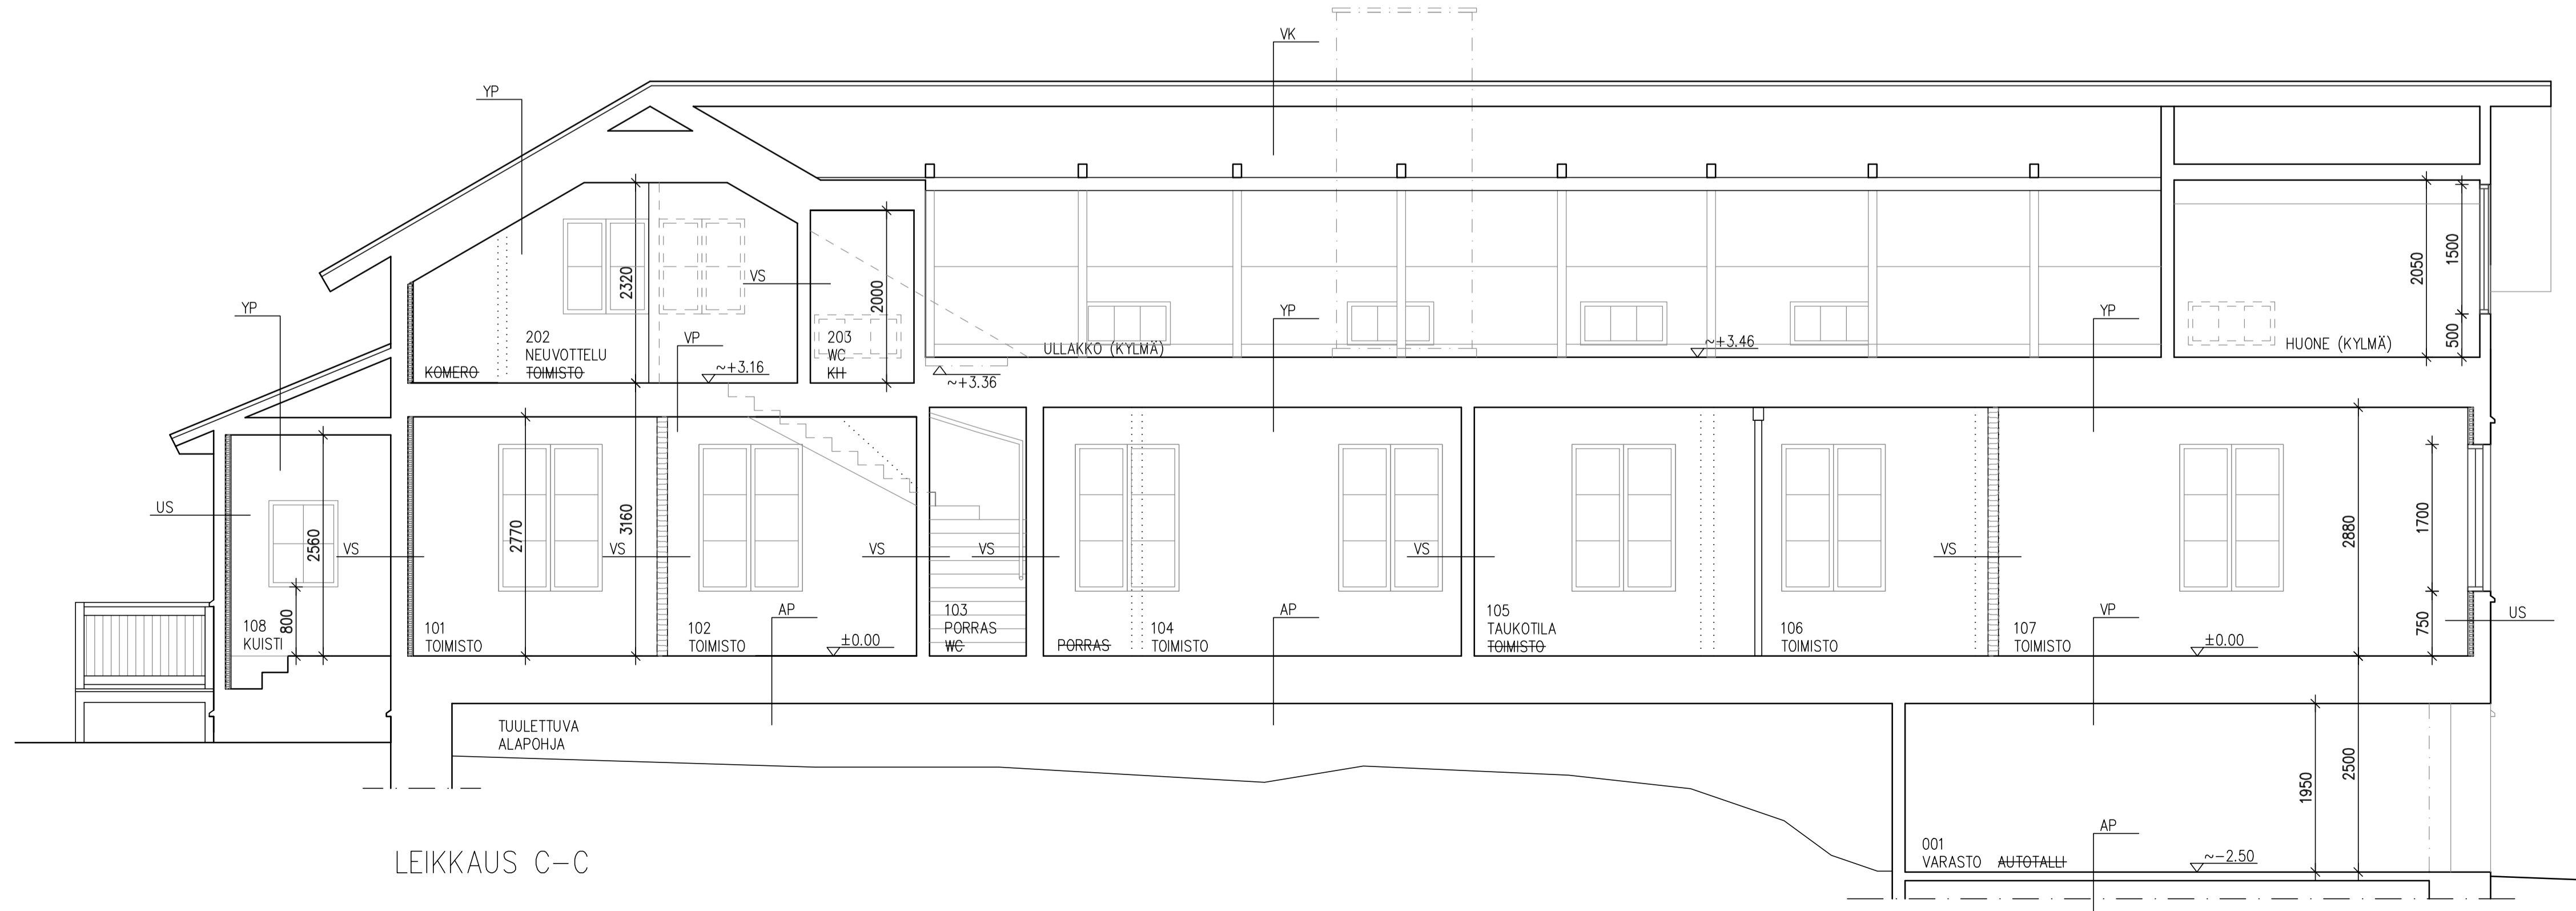 VK
YP
YP
VS
2320
2000
2050
1500
500
202
NEUVOTTELU
TOIMISTO
KOMERO
VP
~+3.16
203
WC
KH
~+3.36
ULLAKKO (KYLMÄ)
YP
~+3.46
YP
HUONE (KYLMÄ)
US
2560
800
VS
108
KUISTI
2770
3160
VS
101
TOIMISTO
102
TOIMISTO
AP
±0.00
VS
VS
103
PORRAS
WC
PORRAS
104
TOIMISTO
AP
VS
105
TAUKOTILA
TOIMISTO
106
TOIMISTO
VS
107
TOIMISTO
VP
±0.00
2880
1700
750
US
TUULETTUVA
ALAPOHJA
1950
2500
001
VARASTO AUTOTALLI
AP
~-2.50
LEIKKAUS C-C